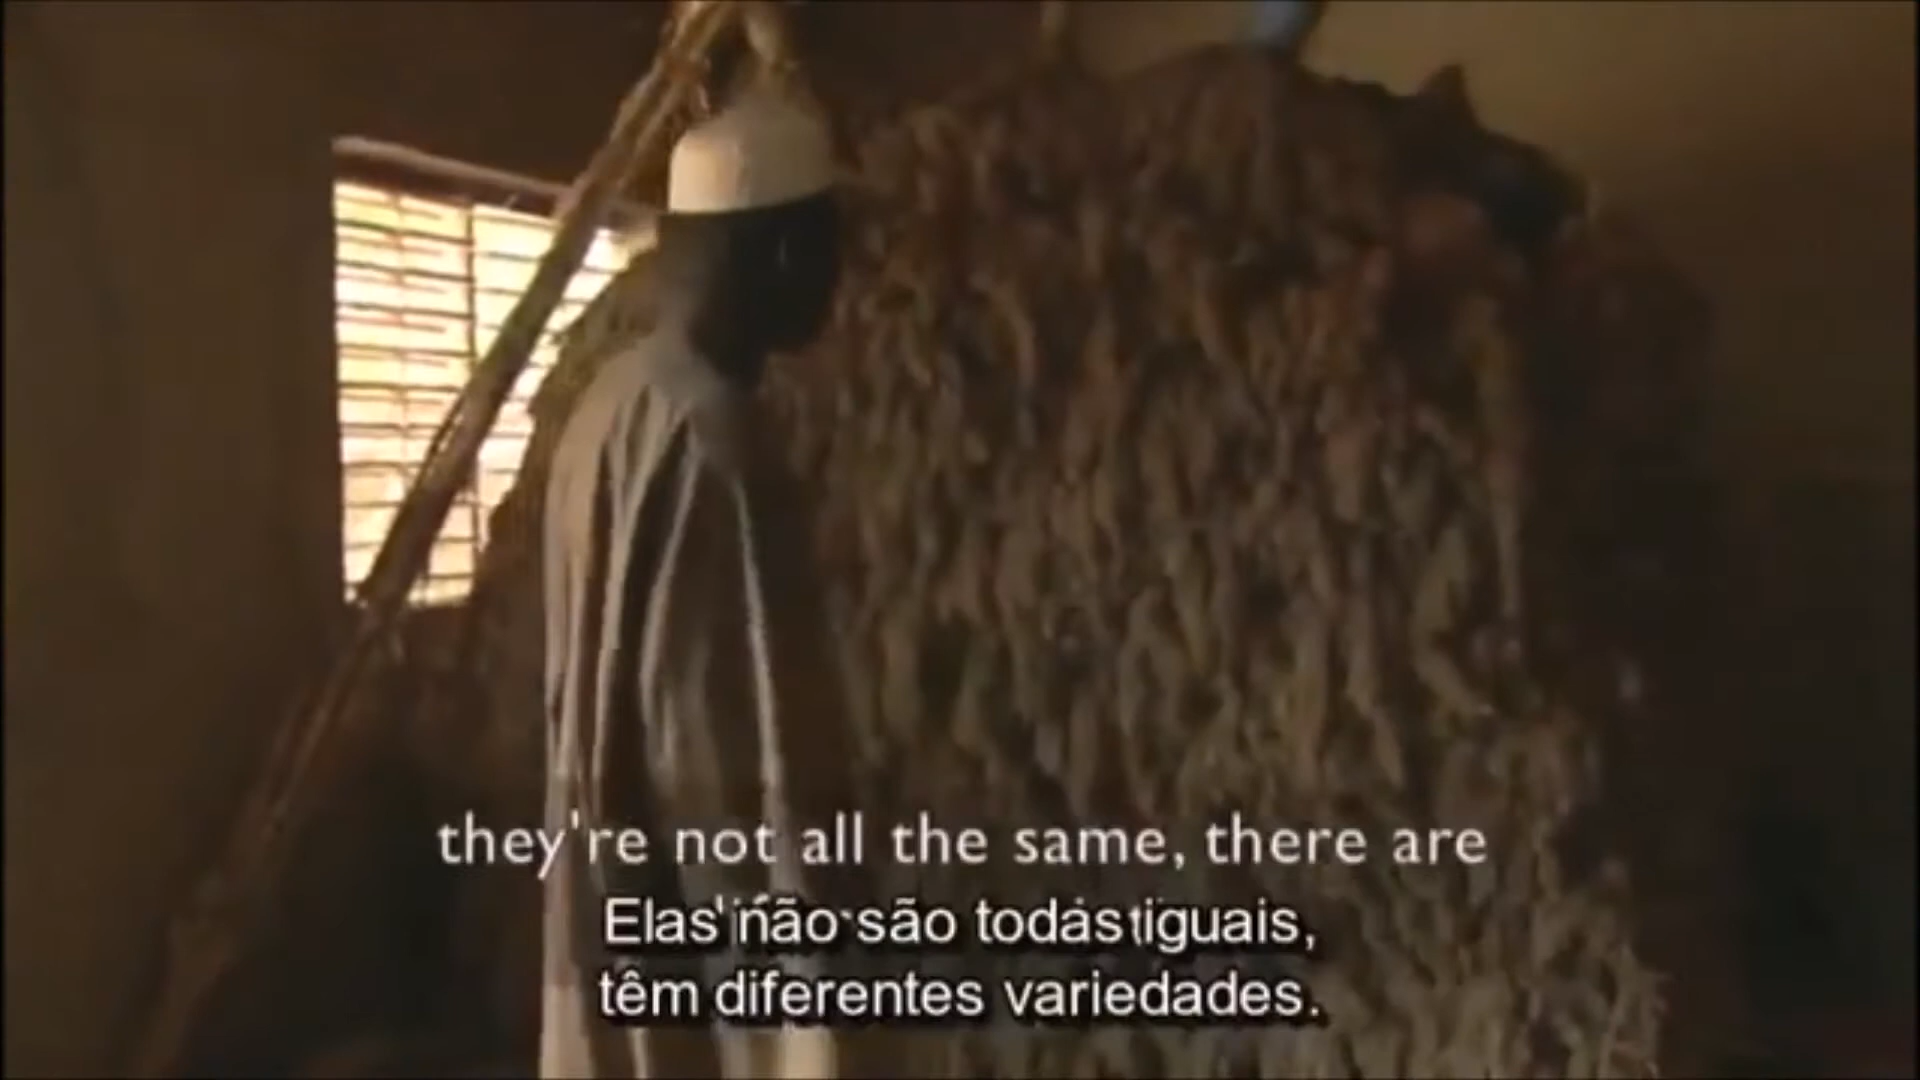 they're not all the same, there are
Elas não são todas iguais,
têm diferentes variedades.